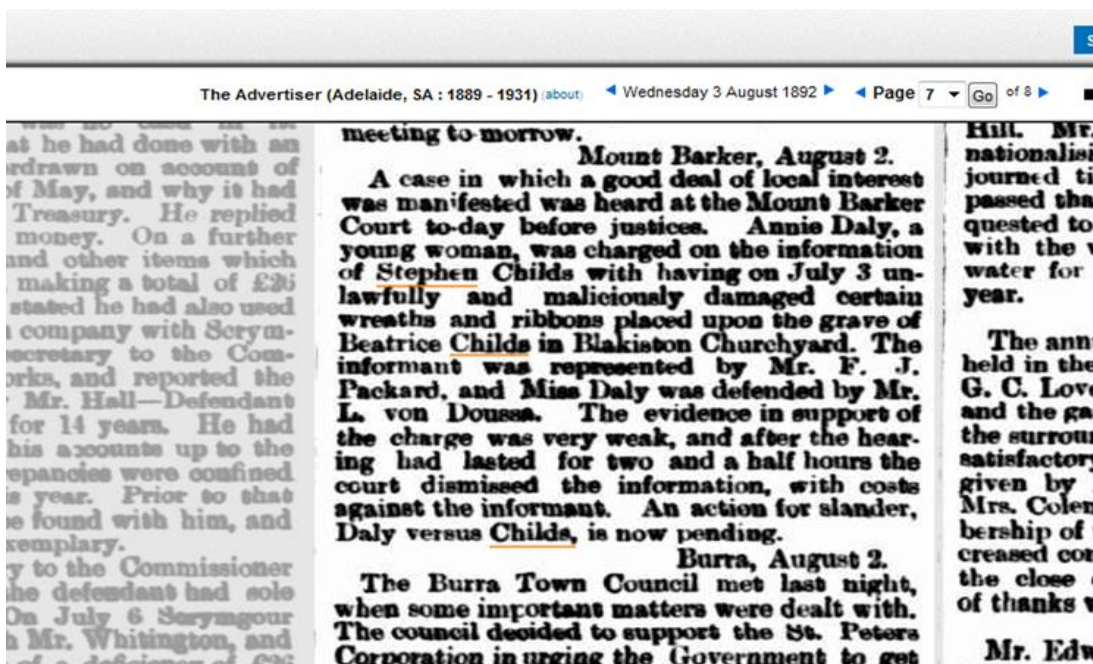 S
The Advertiser (Adelaide, SA : 1889 - 1931) (about) Wednesday 3 August 1892 Page 7 Go of 8
at he had done with an
rdrawn on account of
of May, and why it had
Treasury. He replied
money. On a further
and other items which
making a total of £26
stated he had also used
company with Scrym-
secretary to the Com-
orks, and reported the
Mr. Hall—Defendant
for 14 years. He had
his accounts up to the
epancies were confined
s year. Prior to that
be found with him, and
xemplary.
y to the Commissioner
he defendant had sole
On July 6 Scrymgour
h Mr. Whitington, and
of a deficiency of £26
meeting to-morrow.
Mount Barker, August 2.
A case in which a good deal of local interest
was manifested was heard at the Mount Barker
Court to-day before justices. Annie Daly, a
young woman, was charged on the information
of Stephen Childs with having on July 3 un-
lawfully and maliciously damaged certain
wreaths and ribbons placed upon the grave of
Beatrice Childs in Blakiston Churchyard. The
informant was represented by Mr. F. J.
Packard, and Miss Daly was defended by Mr.
L. von Doussa. The evidence in support of
the charge was very weak, and after the hear-
ing had lasted for two and a half hours the
court dismissed the information, with costs
against the informant. An action for slander,
Daly versus Childs, is now pending.
Burra, August 2.
The Burra Town Council met last night,
when some important matters were dealt with.
The council decided to support the St. Peters
Corporation in urging the Government to get
Hill. Mr.
nationalisi
journed ti
passed tha
quested to
with the
water for
year.
The ann
held in the
G. C. Love
and the ga
the surrou
satisfactory
given by
Mrs. Colem
bership of
creased con
the close
of thanks
Mr. Edw